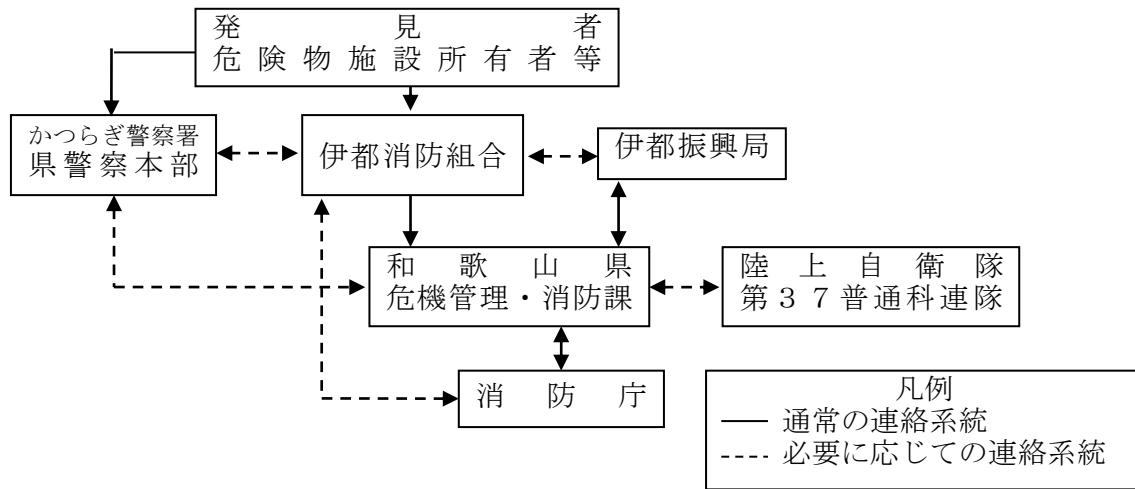 発見者
危険物施設所有者等
かつらぎ警察署
県警察本部
伊都消防組合
伊都振興局
和歌山県
危機管理・消防課
陸上自衛隊
第３７普通科連隊
消防庁
凡例
通常の連絡系統
必要に応じての連絡系統